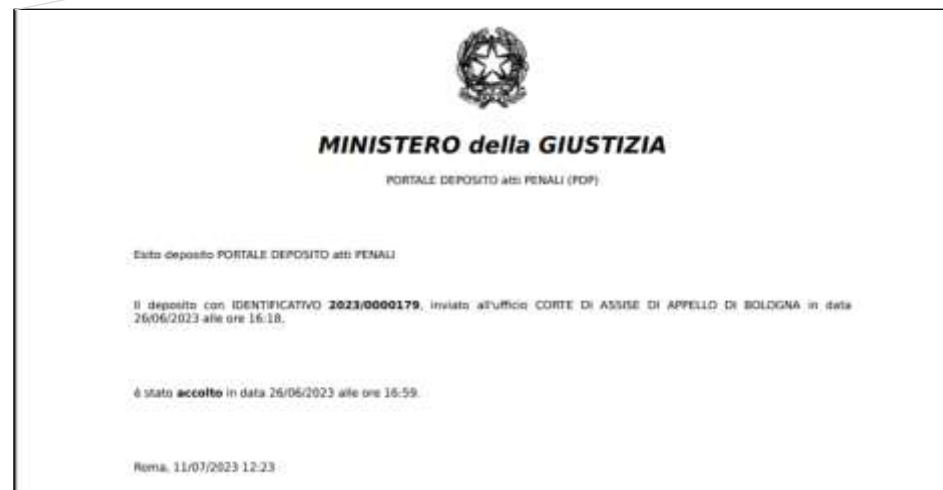 MINISTERO della GIUSTIZIA
PORTALE DEPOSITO atti PENALI (PDP)
Esito deposito PORTALE DEPOSITO atti PENALI
Il deposito con IDENTIFICATIVO 2023/0000179, inviato all'ufficio CORTE DI ASSISE DI APPELLO DI BOLOGNA in data
26/06/2023 alle ore 16:18.
è stato accolto in data 26/06/2023 alle ore 16:59.
Roma, 11/07/2023 12:23